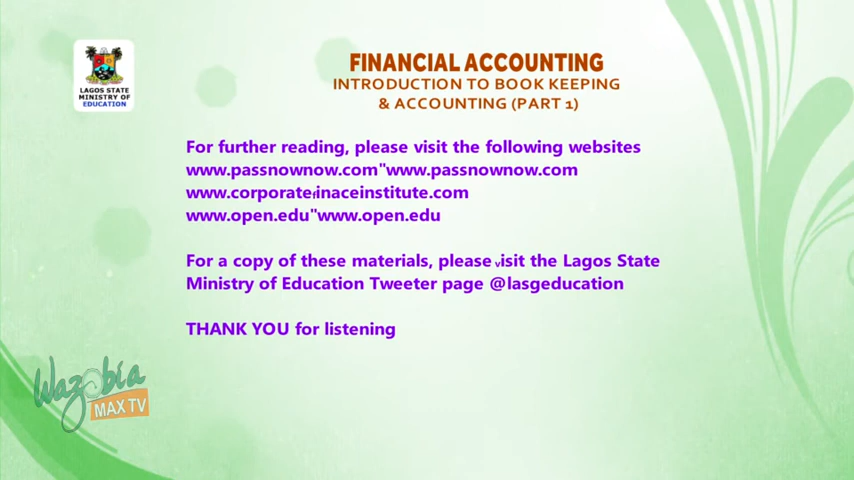 LAGOS STATE
MINISTRY OF
EDUCATION
FINANCIAL ACCOUNTING
INTRODUCTION TO BOOK KEEPING
& ACCOUNTING (PART 1)
For further reading, please visit the following websites
www.passnownow.com"www.passnownow.com
www.corporatefinaceinstitute.com
www.open.edu"www.open.edu
For a copy of these materials, please visit the Lagos State
Ministry of Education Tweeter page @lasgeducation
THANK YOU for listening
Wazobia
MAX TV